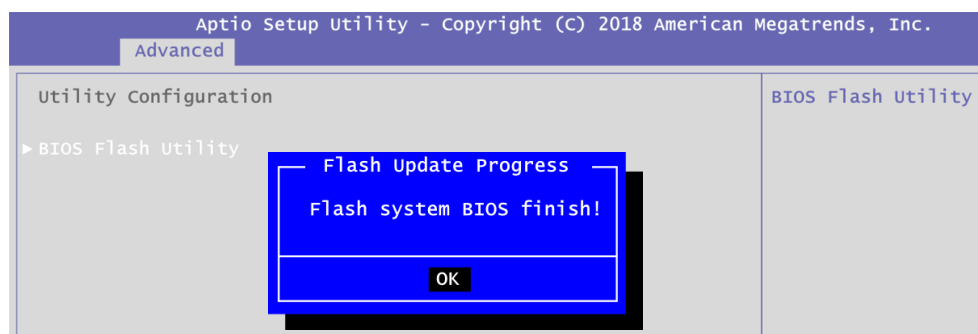 Aptio Setup Utility – Copyright (C) 2018 American Megatrends, Inc.
Advanced
Utility Configuration
BIOS Flash Utility
►BIOS Flash Utility
Flash Update Progress
Flash system BIOS finish!
OK